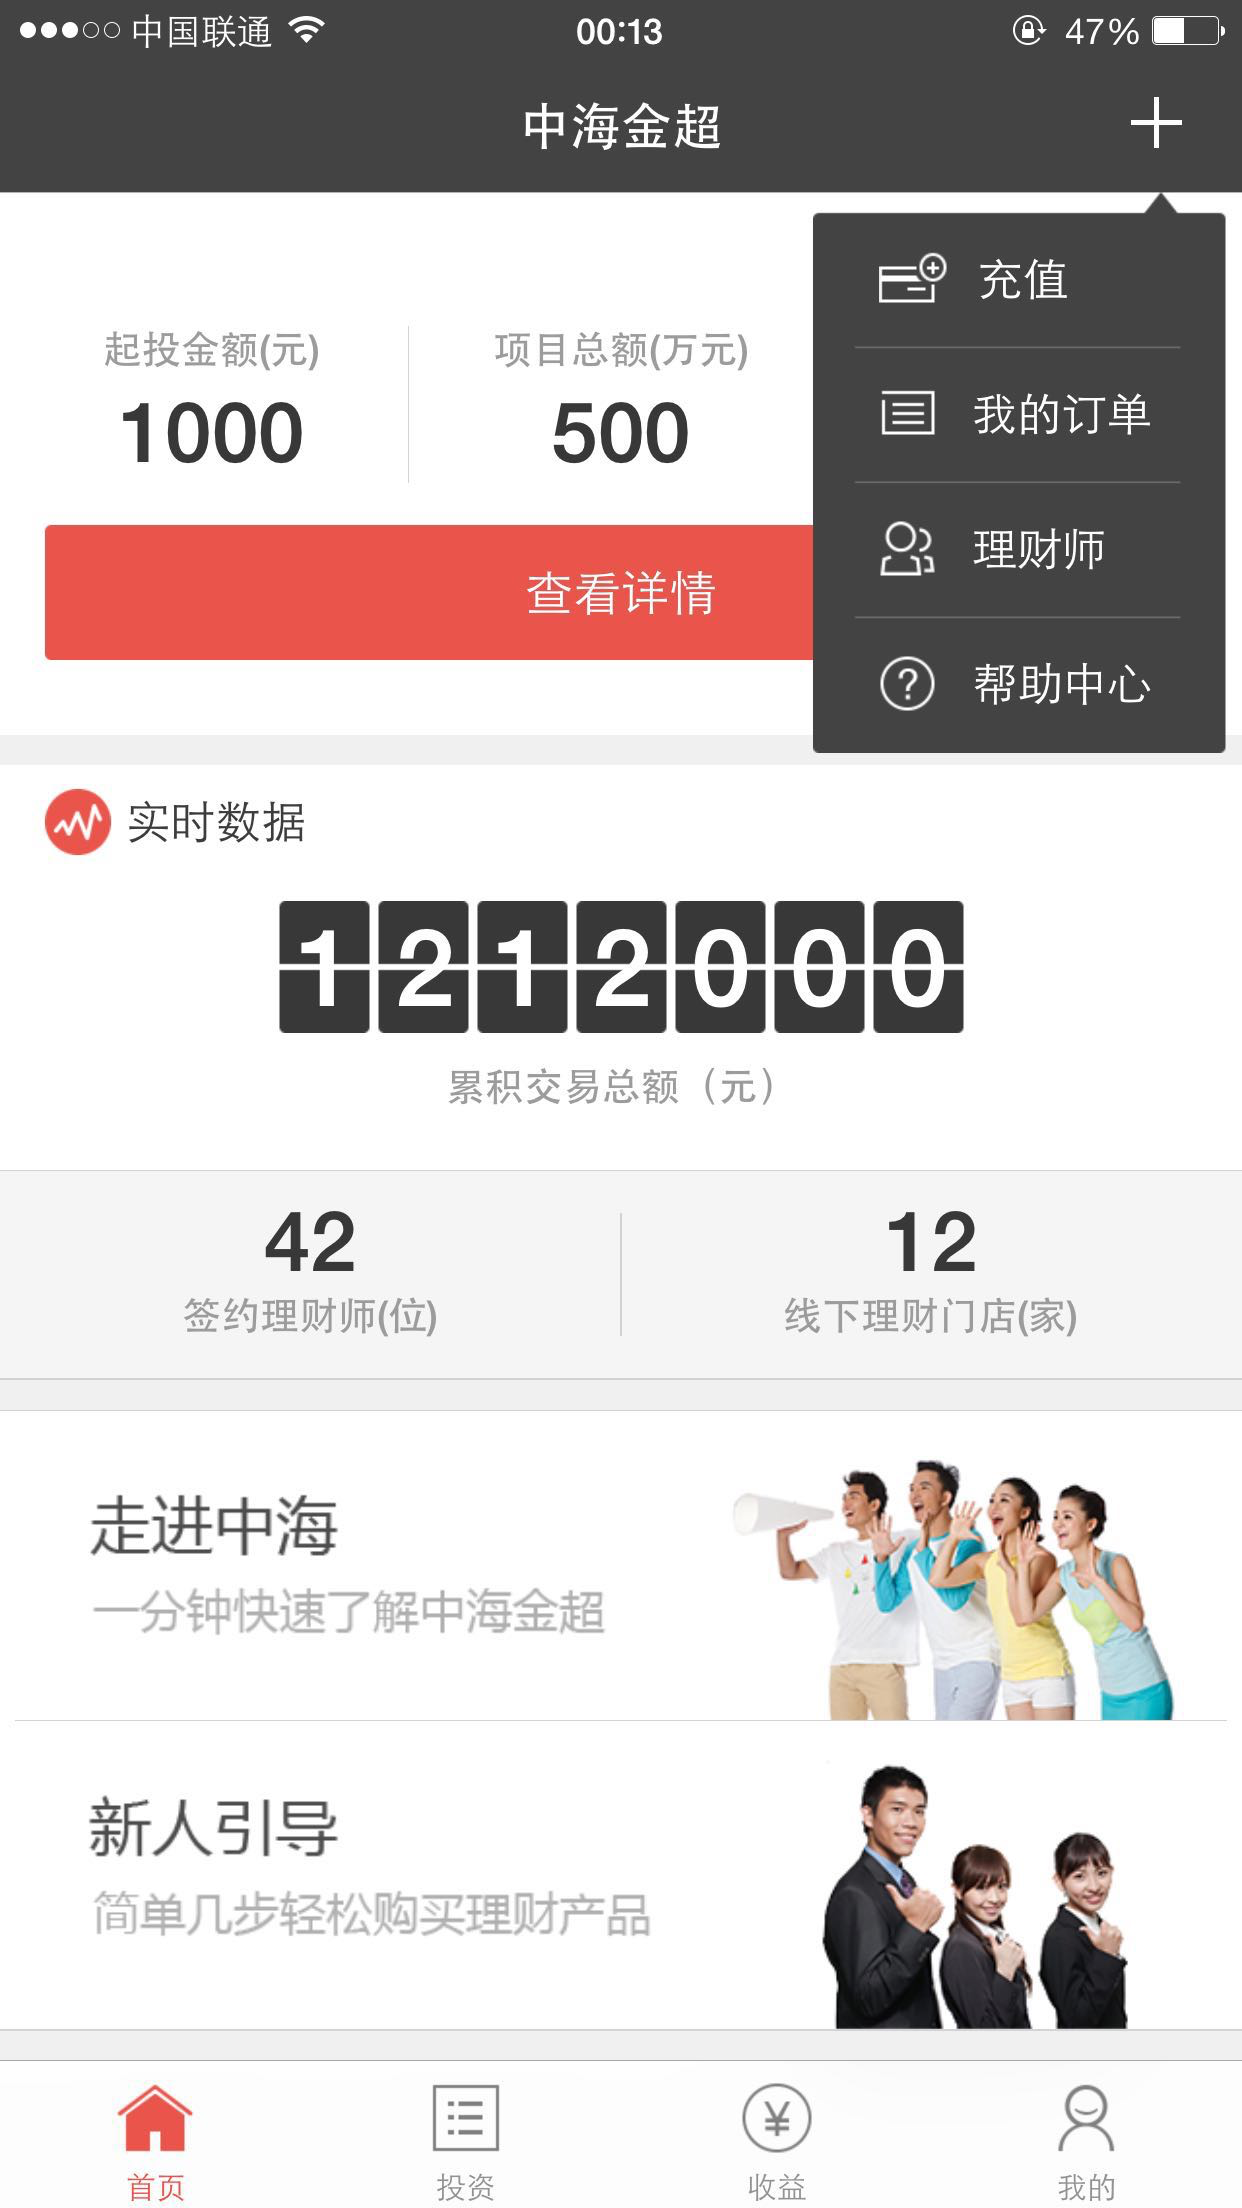 中国联通 00:13 47%
中海金超
充值
我的订单
理财师
帮助中心
起投金额(元) 项目总额(万元)
1000 500
查看详情
实时数据
1212000
累积交易总额（元）
42 12
签约理财师(位) 线下理财门店(家)
走进中海
一分钟快速了解中海金超
新人引导
简单几步轻松购买理财产品
首页 投资 收益 我的